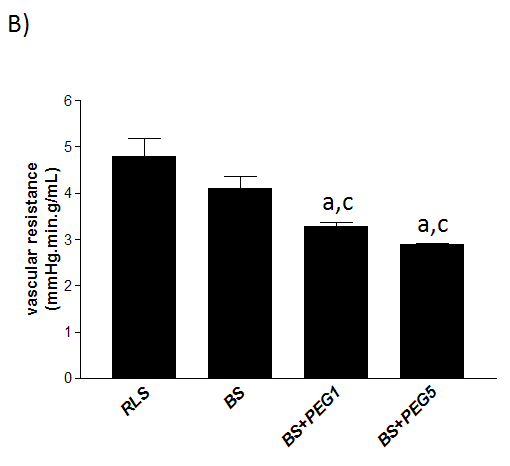 B)
vascular resistance
(mmHg.min.g/mL)
6
5
4
3
2
1
0
a,c
a,c
RLS
BS
BS+PEG1
BS+PEG5